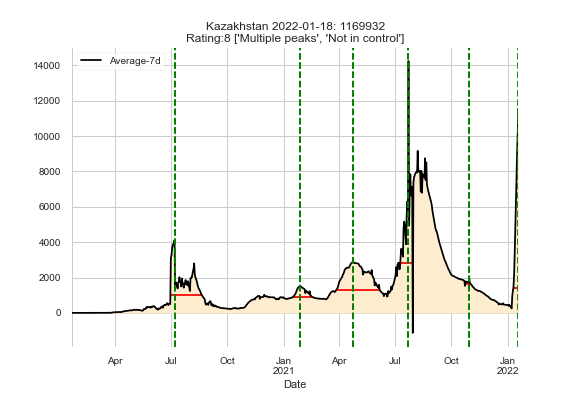 Kazakhstan 2022-01-18: 1169932
Rating:8 ['Multiple peaks', 'Not in control']
Average-7d
14000
12000
10000
8000
6000
4000
2000
0
Apr Jul Oct Jan Apr Jul Oct Jan
2021 2022
Date